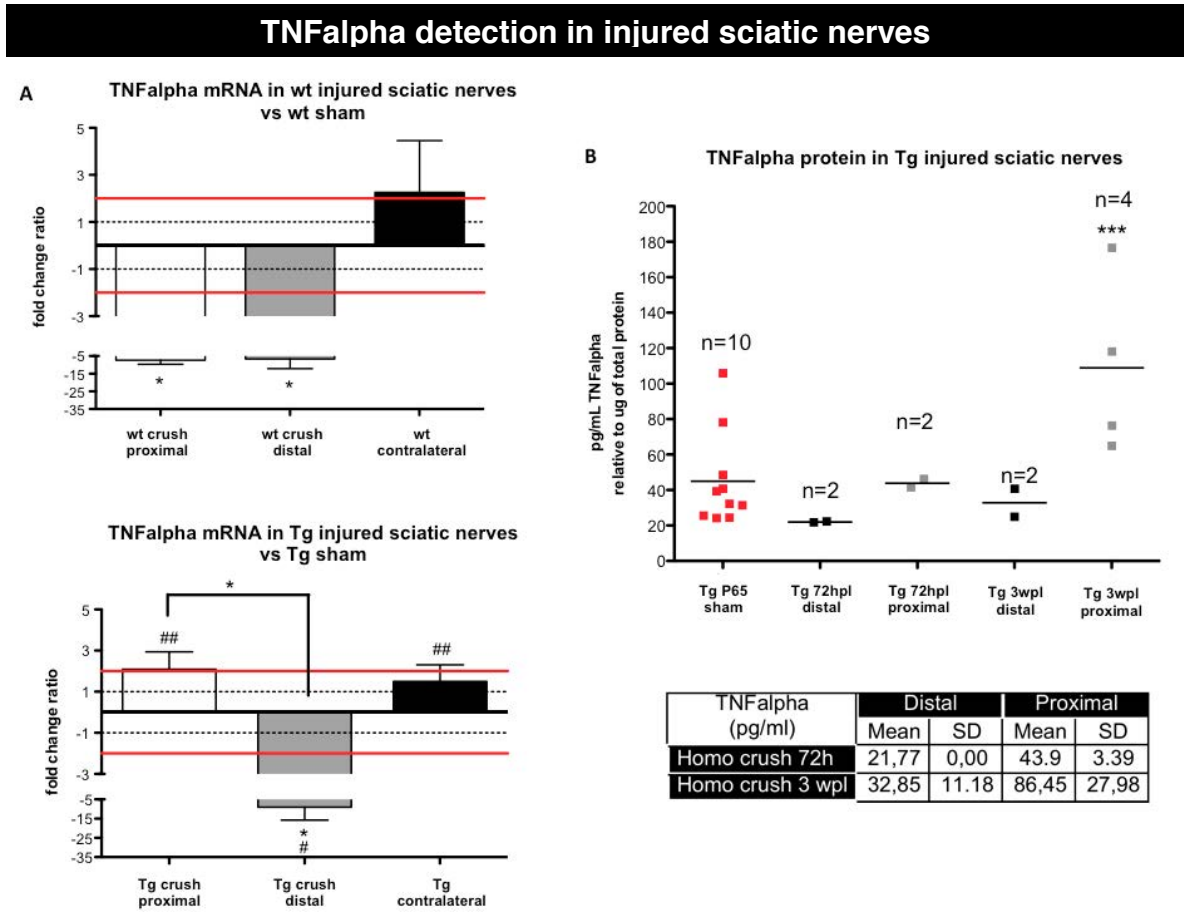 TNFalpha detection in injured sciatic nerves
A
TNFalpha mRNA in wt injured sciatic nerves
vs wt sham
fold change ratio
5
3
1
-1
-3
-5
-15
-25
-35
*
*
wt crush
proximal
wt crush
distal
wt
contralateral
TNFalpha mRNA in Tg injured sciatic nerves
vs Tg sham
fold change ratio
5
3
1
-1
-3
-5
-15
-25
-35
*
##
##
*
#
Tg crush
proximal
Tg crush
distal
Tg
contralateral
B
TNFalpha protein in Tg injured sciatic nerves
pg/mL TNFalpha
relative to ug of total protein
200
180
160
140
120
100
80
60
40
20
0
n=10
n=2
n=2
n=2
n=4
***
Tg P65
sham
Tg 72hpl
distal
Tg 72hpl
proximal
Tg 3wpl
distal
Tg 3wpl
proximal
TNFalpha Distal Proximal
(pg/ml) Mean SD Mean SD
Homo crush 72h 21,77 0,00 43.9 3.39
Homo crush 3 wpl 32,85 11.18 86,45 27,98